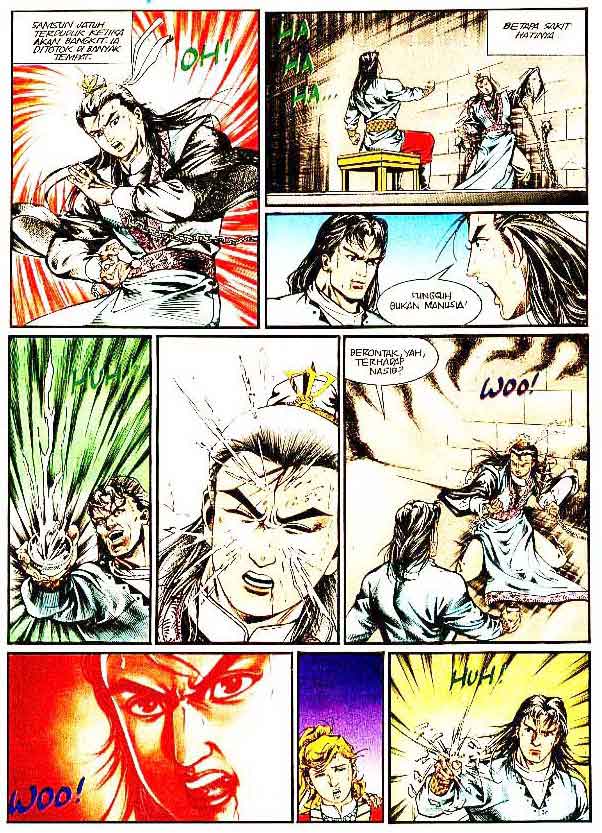 SAMSUN JATUH
TERDUDUK KETIKA
AKAN BANGKIT. IA
DITOTOK DI BANYAK
TEMPAT.
OH!
HA
HA
HA...
BETAPA SAKIT
HATINYA
SUNGGUH
BUKAN MANUSIA!
HUH!
BERONTAK, YAH,
TERHADAP
NASIB?
WOO!
WOO!
HUH!